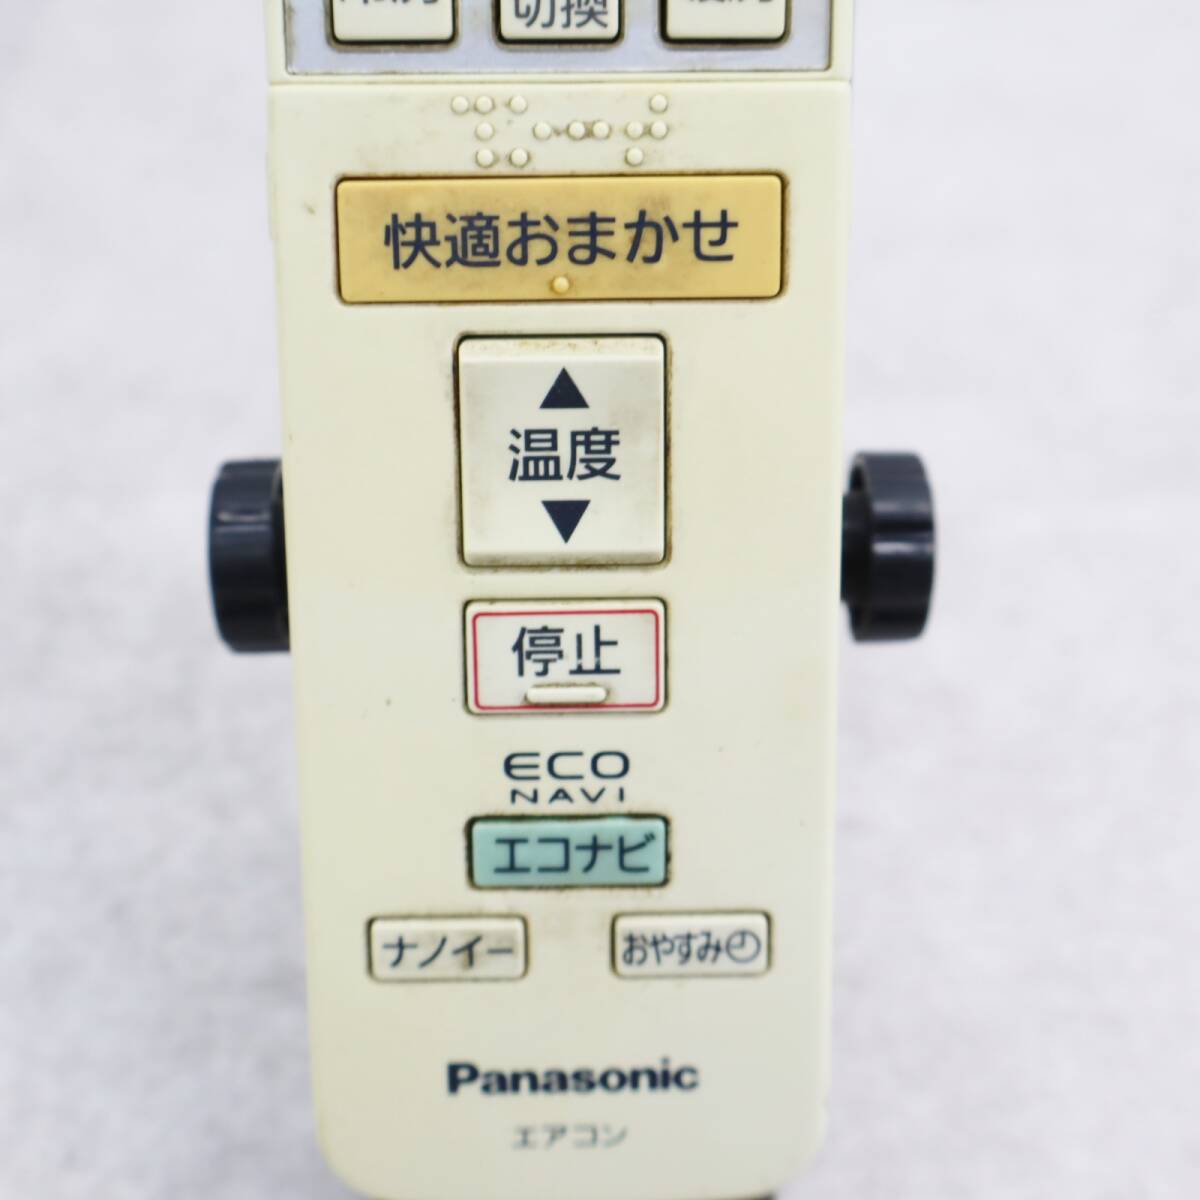 切換
快適おまかせ
温度
停止
ECO
NAVI
エコナビ
ナノイー
おやすみ
Panasonic
エアコン